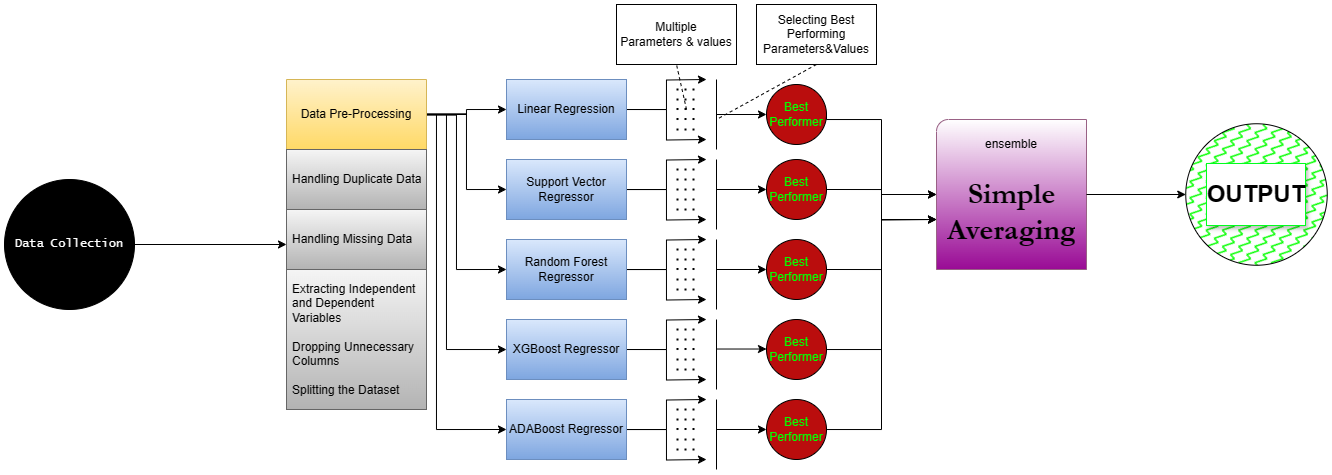 Multiple
Parameters & values
Selecting Best
Performing
Parameters&Values
Data Collection
Data Pre-Processing
Handling Duplicate Data
Handling Missing Data
Extracting Independent
and Dependent
Variables
Dropping Unnecessary
Columns
Splitting the Dataset
Linear Regression
Best
Performer
Support Vector
Regressor
Best
Performer
Random Forest
Regressor
Best
Performer
XGBoost Regressor
Best
Performer
ADABoost Regressor
Best
Performer
ensemble
Simple
Averaging
OUTPUT